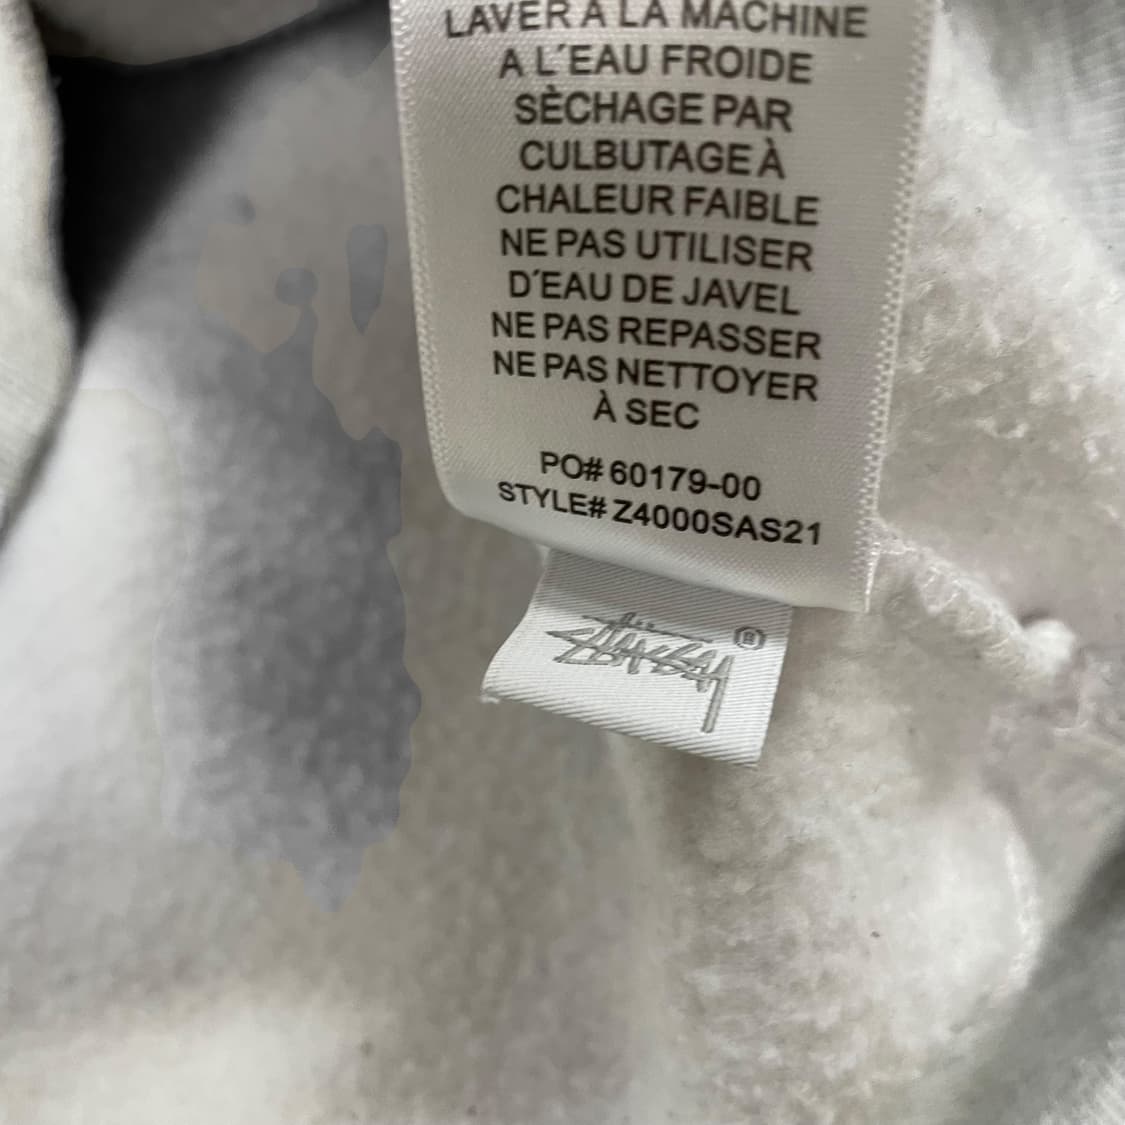 LAVER A LA MACHINE
A L´EAU FROIDE
SÈCHAGE PAR
CULBUTAGE À
CHALEUR FAIBLE
NE PAS UTILISER
D´EAU DE JAVEL
NE PAS REPASSER
NE PAS NETTOYER
À SEC
PO# 60179-00
STYLE# Z4000SAS21
Stüssy ®